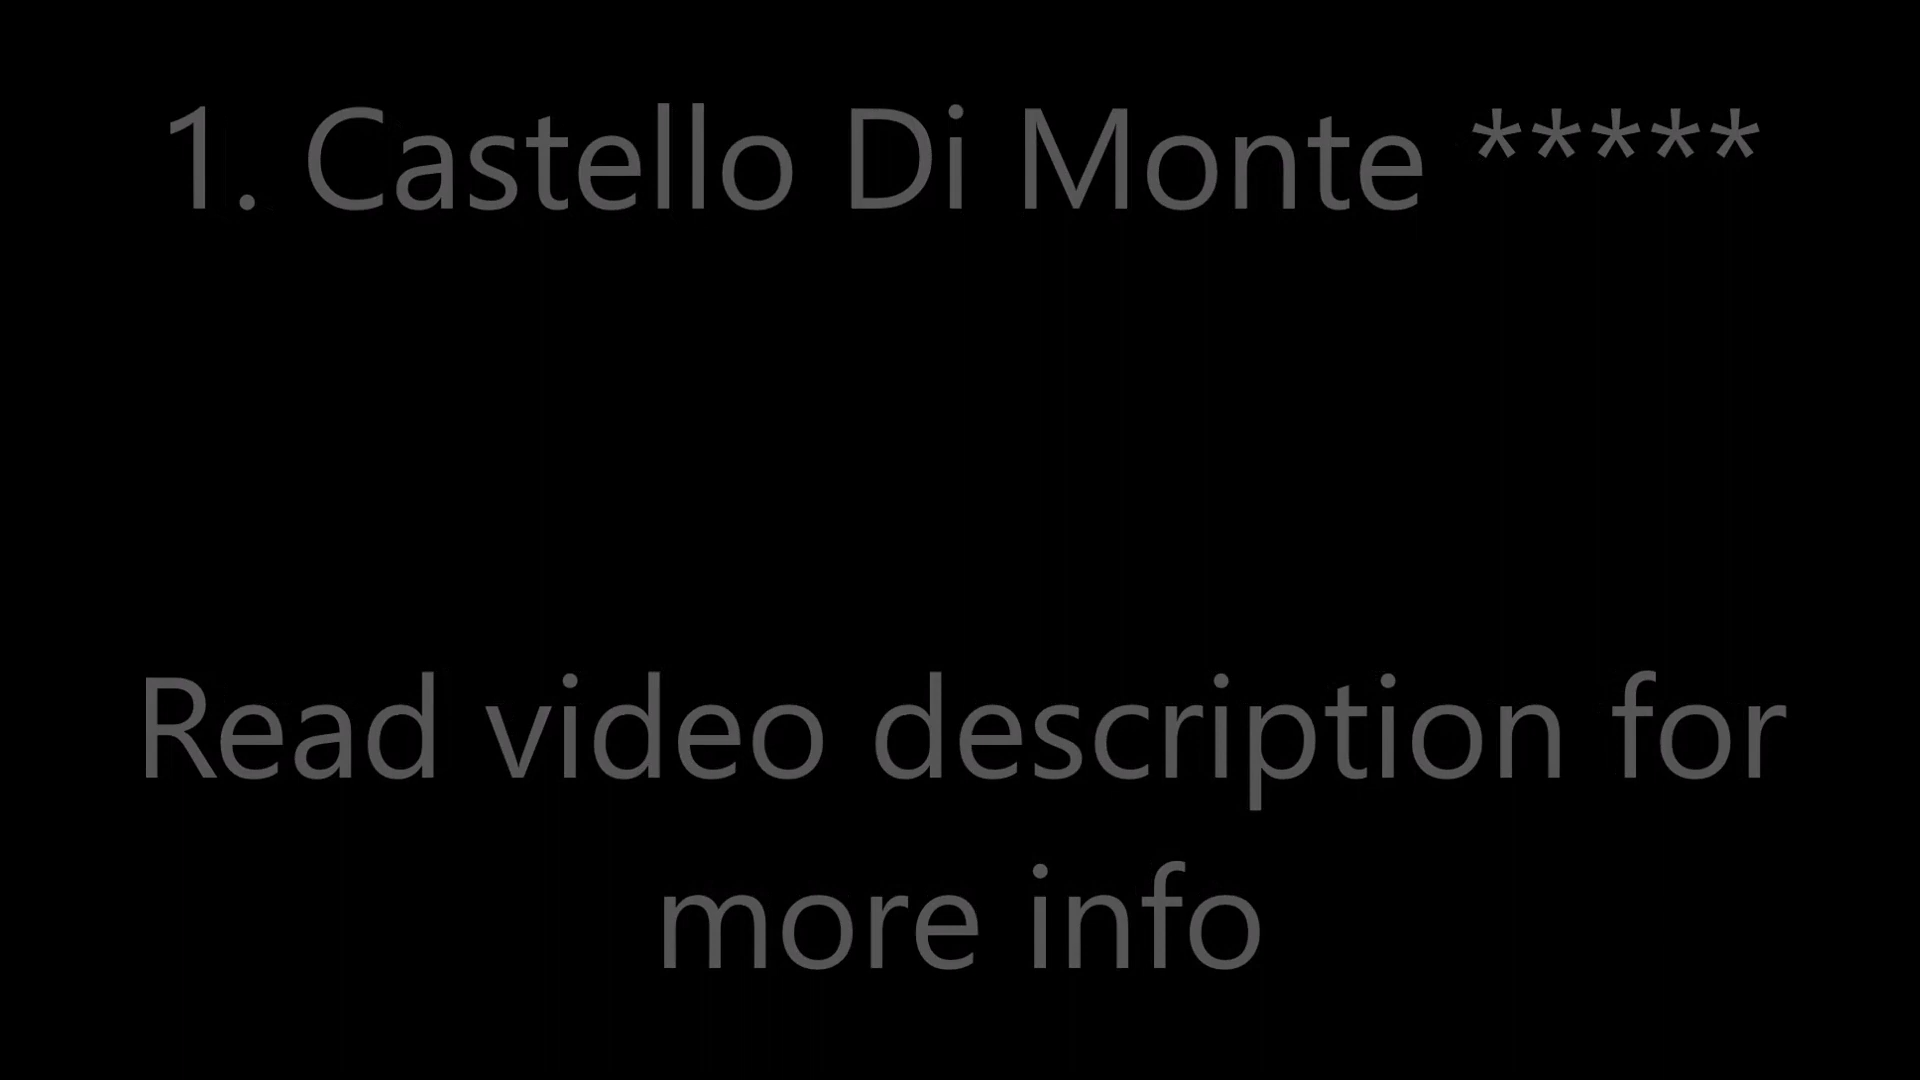 1. Castello Di Monte *****
Read video description for
more info